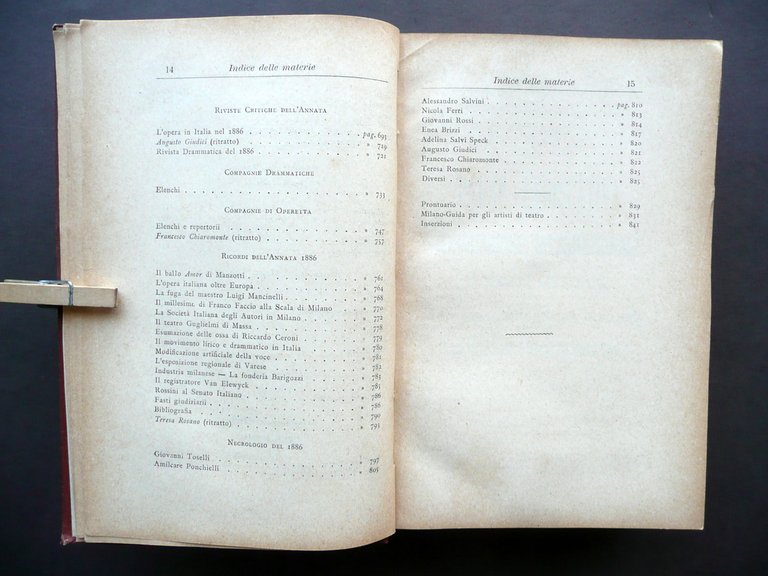 14 Indice delle materie
RIVISTE CRITICHE DELL'ANNATA
L'opera in Italia nel 1886 pag. 695
Augusto Giudici (ritratto) » 719
Rivista Drammatica del 1886 » 721
COMPAGNIE DRAMMATICHE
Elenchi » 733
COMPAGNIE DI OPERETTA
Elenchi e repertorii » 747
Francesco Chiaromonte (ritratto) » 757
RICORDI DELL'ANNATA 1886
Il ballo Amor di Manzotti » 761
L'opera italiana oltre Europa » 764
La fuga del maestro Luigi Mancinelli » 768
Il millesimo di Franco Faccio alla Scala di Milano » 770
La Società Italiana degli Autori in Milano » 772
Il teatro Guglielmi di Massa » 778
Esumazione delle ossa di Riccardo Ceroni » 779
Il movimento lirico e drammatico in Italia » 780
Modificazione artificiale della voce » 781
L'esposizione regionale di Varese » 782
Industria milanese — La fonderia Barigozzi » 783
Il registratore Van Elewyck » 785
Rossini al Senato Italiano » 786
Fasti giudiziarii » 786
Bibliografia » 790
Teresa Rosano (ritratto) » 793
NECROLOGIO DEL 1886
Giovanni Toselli » 797
Amilcare Ponchielli » 805
Indice delle materie 15
Alessandro Salvini pag. 810
Nicola Ferri » 813
Giovanni Rossi » 814
Enea Brizzi » 817
Adelina Salvi Speck » 820
Augusto Giudici » 821
Francesco Chiaromonte » 822
Teresa Rosano » 825
Diversi » 825
Prontuario » 829
Milano-Guida per gli artisti di teatro » 831
Inserzioni » 841